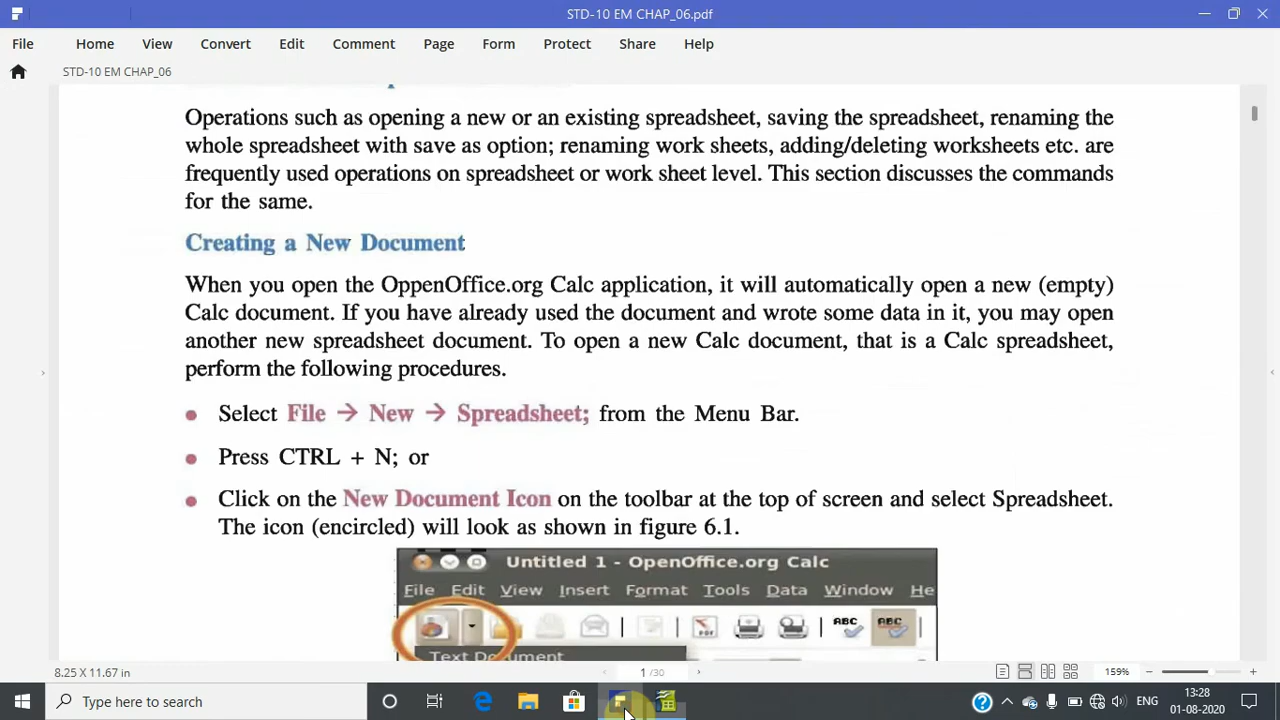 STD-10 EM CHAP_06.pdf
File Home View Convert Edit Comment Page Form Protect Share Help
STD-10 EM CHAP_06
Operations such as opening a new or an existing spreadsheet, saving the spreadsheet, renaming the
whole spreadsheet with save as option; renaming work sheets, adding/deleting worksheets etc. are
frequently used operations on spreadsheet or work sheet level. This section discusses the commands
for the same.
Creating a New Document
When you open the OppenOffice.org Calc application, it will automatically open a new (empty)
Calc document. If you have already used the document and wrote some data in it, you may open
another new spreadsheet document. To open a new Calc document, that is a Calc spreadsheet,
perform the following procedures.
● Select File → New → Spreadsheet; from the Menu Bar.
● Press CTRL + N; or
● Click on the New Document Icon on the toolbar at the top of screen and select Spreadsheet.
The icon (encircled) will look as shown in figure 6.1.
Untitled 1 - OpenOffice.org Calc
File Edit View Insert Format Tools Data Window He
PDF ABC ABC
Text Document
8.25 X 11.67 in 1 /30 159%
Type here to search ENG 13:28
01-08-2020